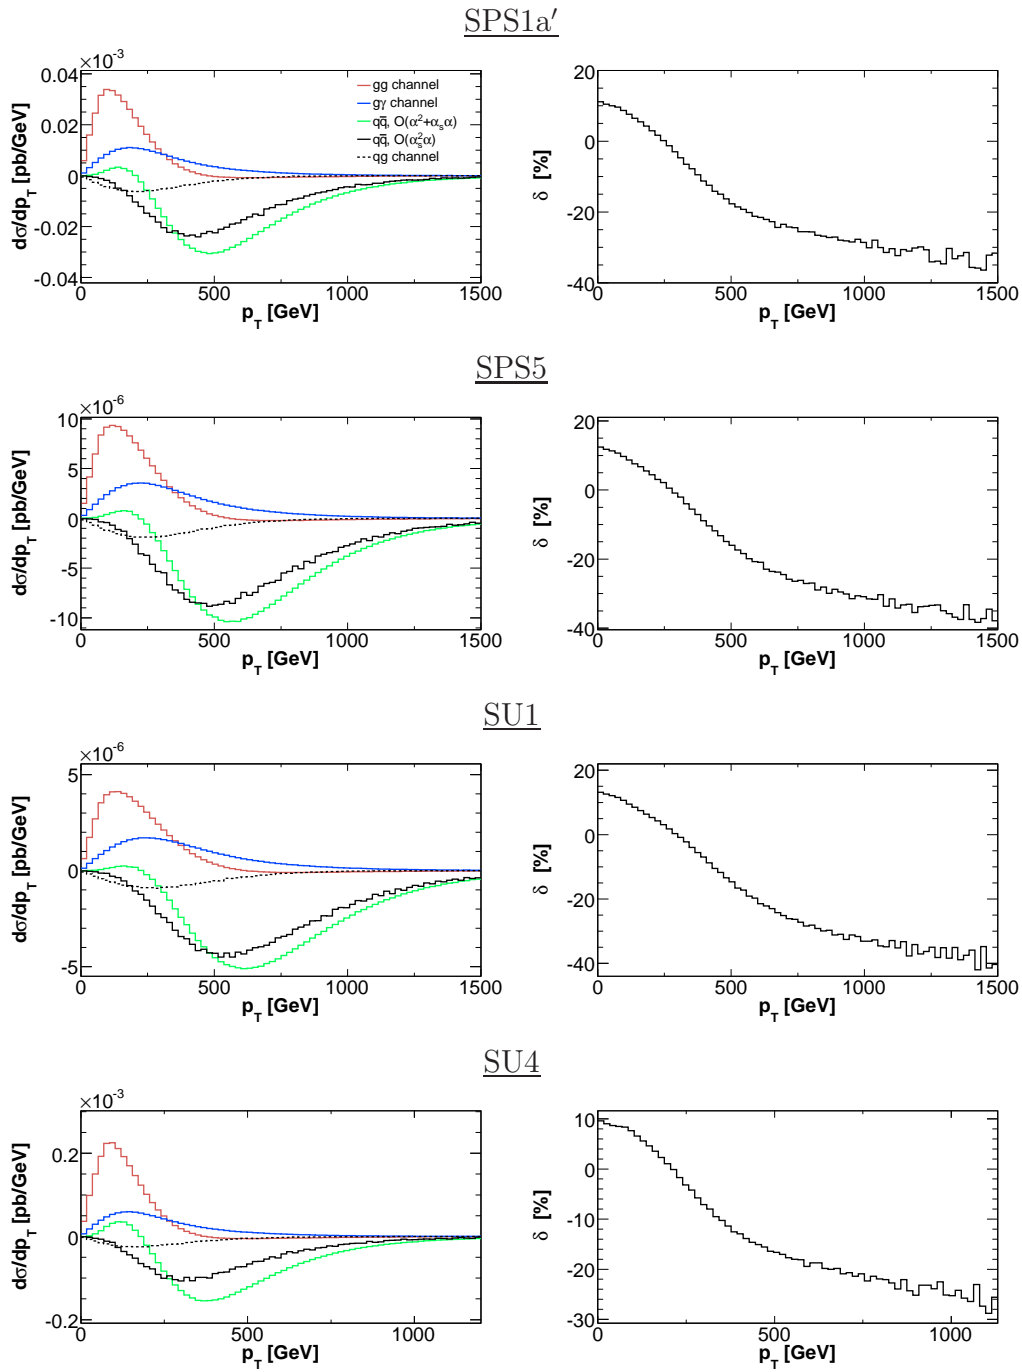 SPS1a′
×10⁻³
0.04
0.02
0
-0.02
-0.04
dσ/dp_T [pb/GeV]
gg channel
gγ channel
qq̅, O(α²+α_sα)
qq̅, O(α_s²α)
qg channel
0 500 1000 1500
p_T [GeV]
20
0
-20
-40
δ [%]
0 500 1000 1500
p_T [GeV]
SPS5
×10⁻⁶
10
5
0
-5
-10
dσ/dp_T [pb/GeV]
0 500 1000 1500
p_T [GeV]
20
0
-20
-40
δ [%]
0 500 1000 1500
p_T [GeV]
SU1
×10⁻⁶
5
0
-5
dσ/dp_T [pb/GeV]
0 500 1000 1500
p_T [GeV]
20
0
-20
-40
δ [%]
0 500 1000 1500
p_T [GeV]
SU4
×10⁻³
0.2
0
-0.2
dσ/dp_T [pb/GeV]
0 500 1000
p_T [GeV]
10
0
-10
-20
-30
δ [%]
0 500 1000
p_T [GeV]